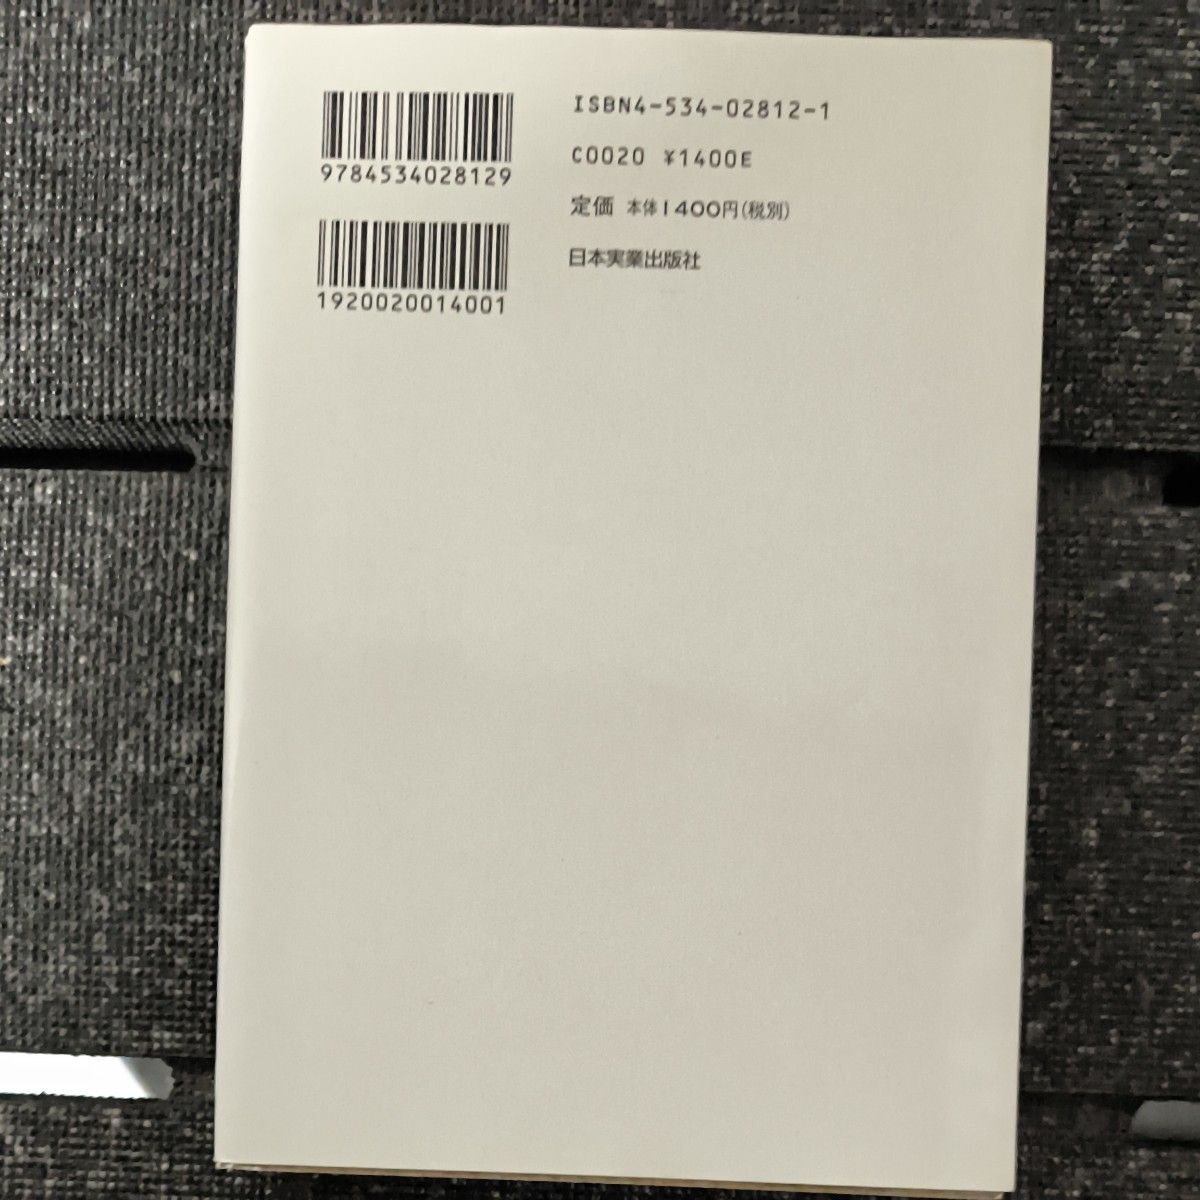 9784534028129
1920020014001
ISBN4-534-02812-1
C0020 ¥1400E
定価 本体1400円(税別)
日本実業出版社